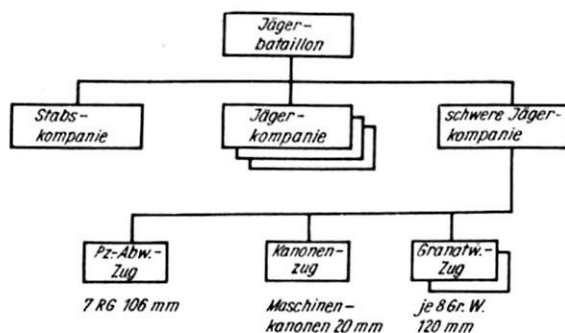 Jäger-
bataillon
Stabs-
kompanie
Jäger-
kompanie
schwere Jäger-
kompanie
Pz.-Abw.-
Zug
Kanonen-
zug
Granatw.-
Zug
7 RG 106 mm
Maschinen-
kanonen 20 mm
je 8 Gr. W.
120 mm